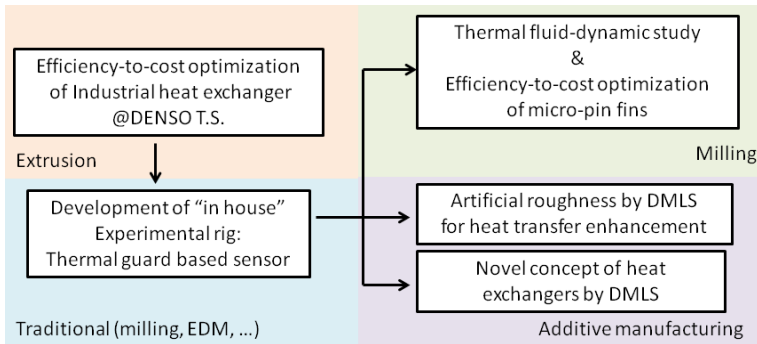 Efficiency-to-cost optimization
of Industrial heat exchanger
@DENSO T.S.
Extrusion
Thermal fluid-dynamic study
&
Efficiency-to-cost optimization
of micro-pin fins
Milling
Development of “in house”
Experimental rig:
Thermal guard based sensor
Traditional (milling, EDM, …)
Artificial roughness by DMLS
for heat transfer enhancement
Novel concept of heat
exchangers by DMLS
Additive manufacturing